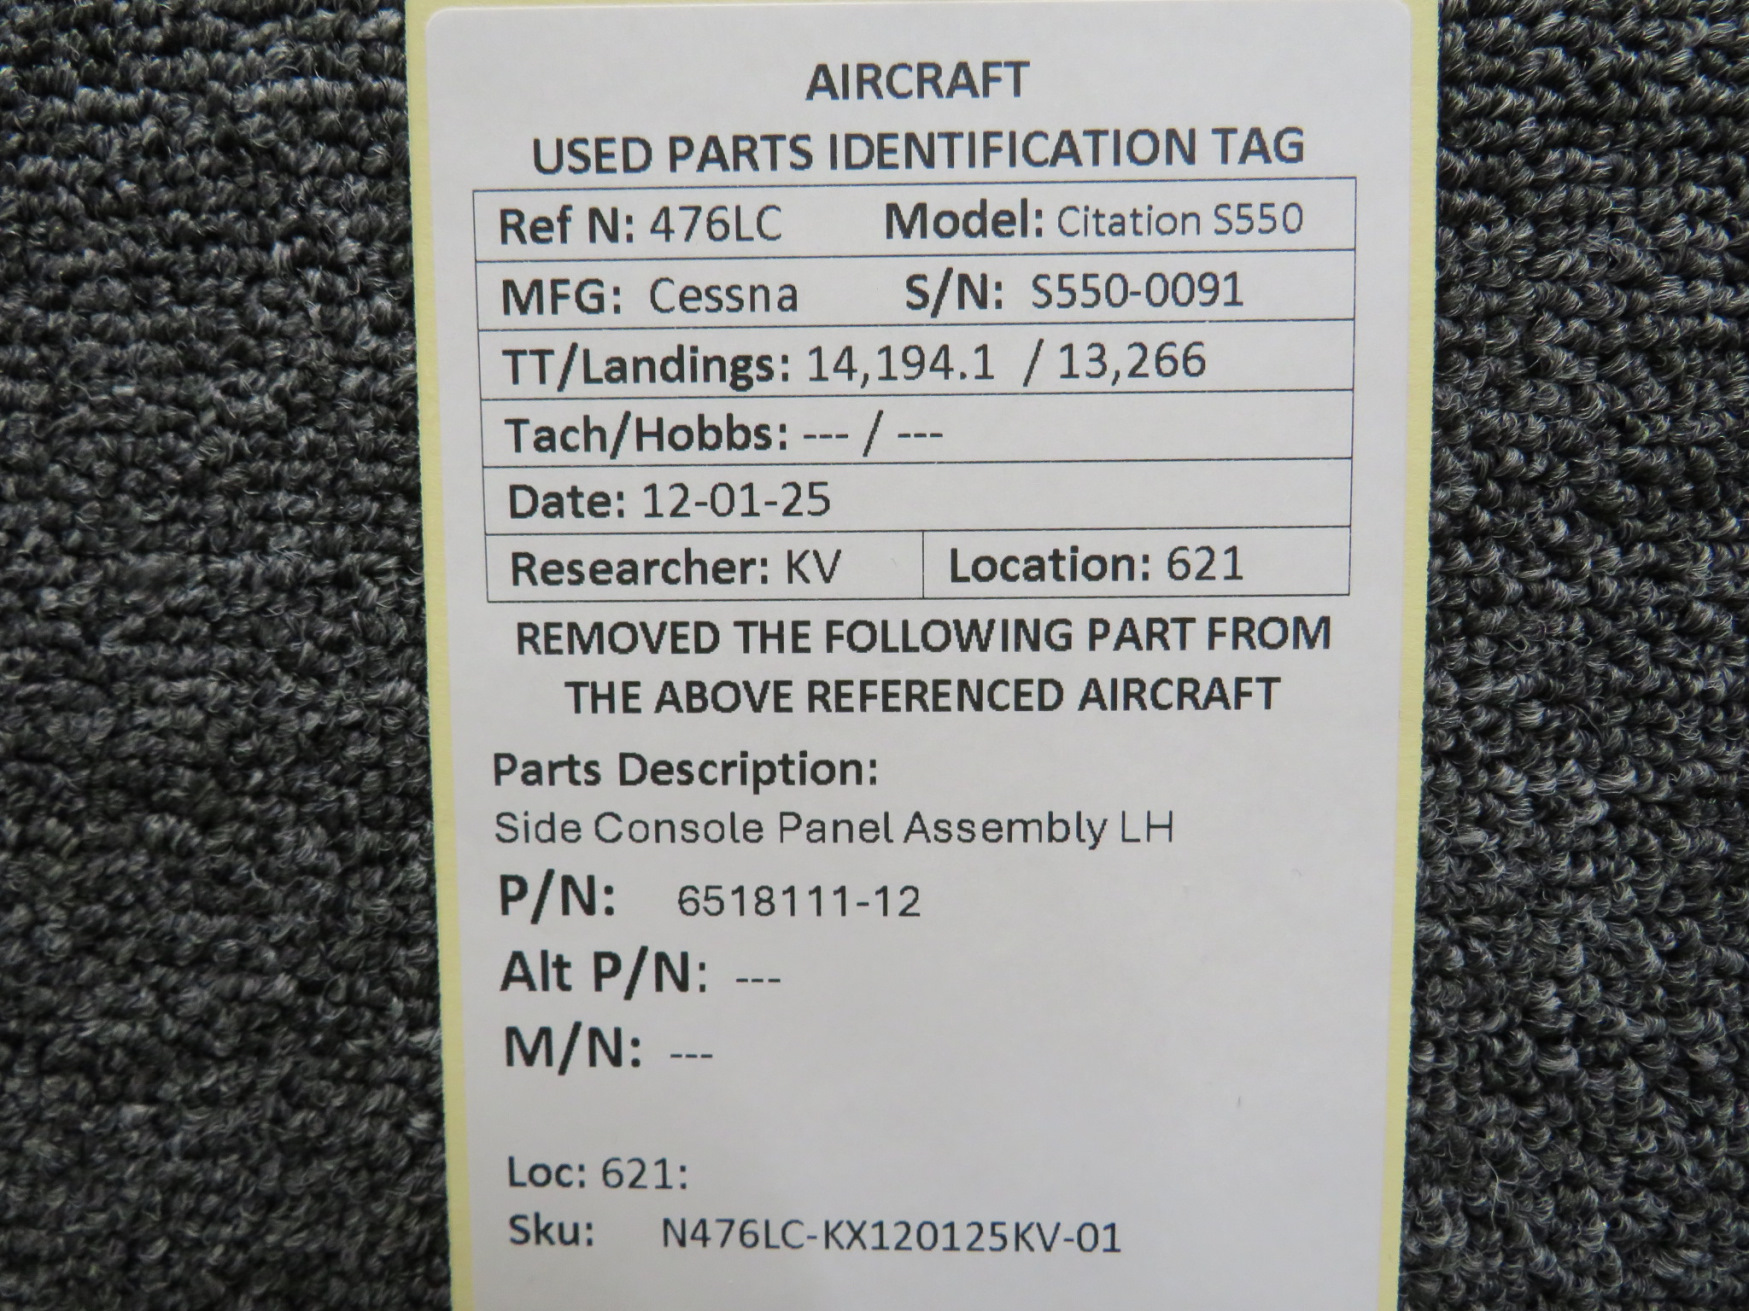 AIRCRAFT
USED PARTS IDENTIFICATION TAG
Ref N: 476LC Model: Citation S550
MFG: Cessna S/N: S550-0091
TT/Landings: 14,194.1 / 13,266
Tach/Hobbs: --- / ---
Date: 12-01-25
Researcher: KV Location: 621
REMOVED THE FOLLOWING PART FROM
THE ABOVE REFERENCED AIRCRAFT
Parts Description:
Side Console Panel Assembly LH
P/N: 6518111-12
Alt P/N: ---
M/N: ---
Loc: 621:
Sku: N476LC-KX120125KV-01